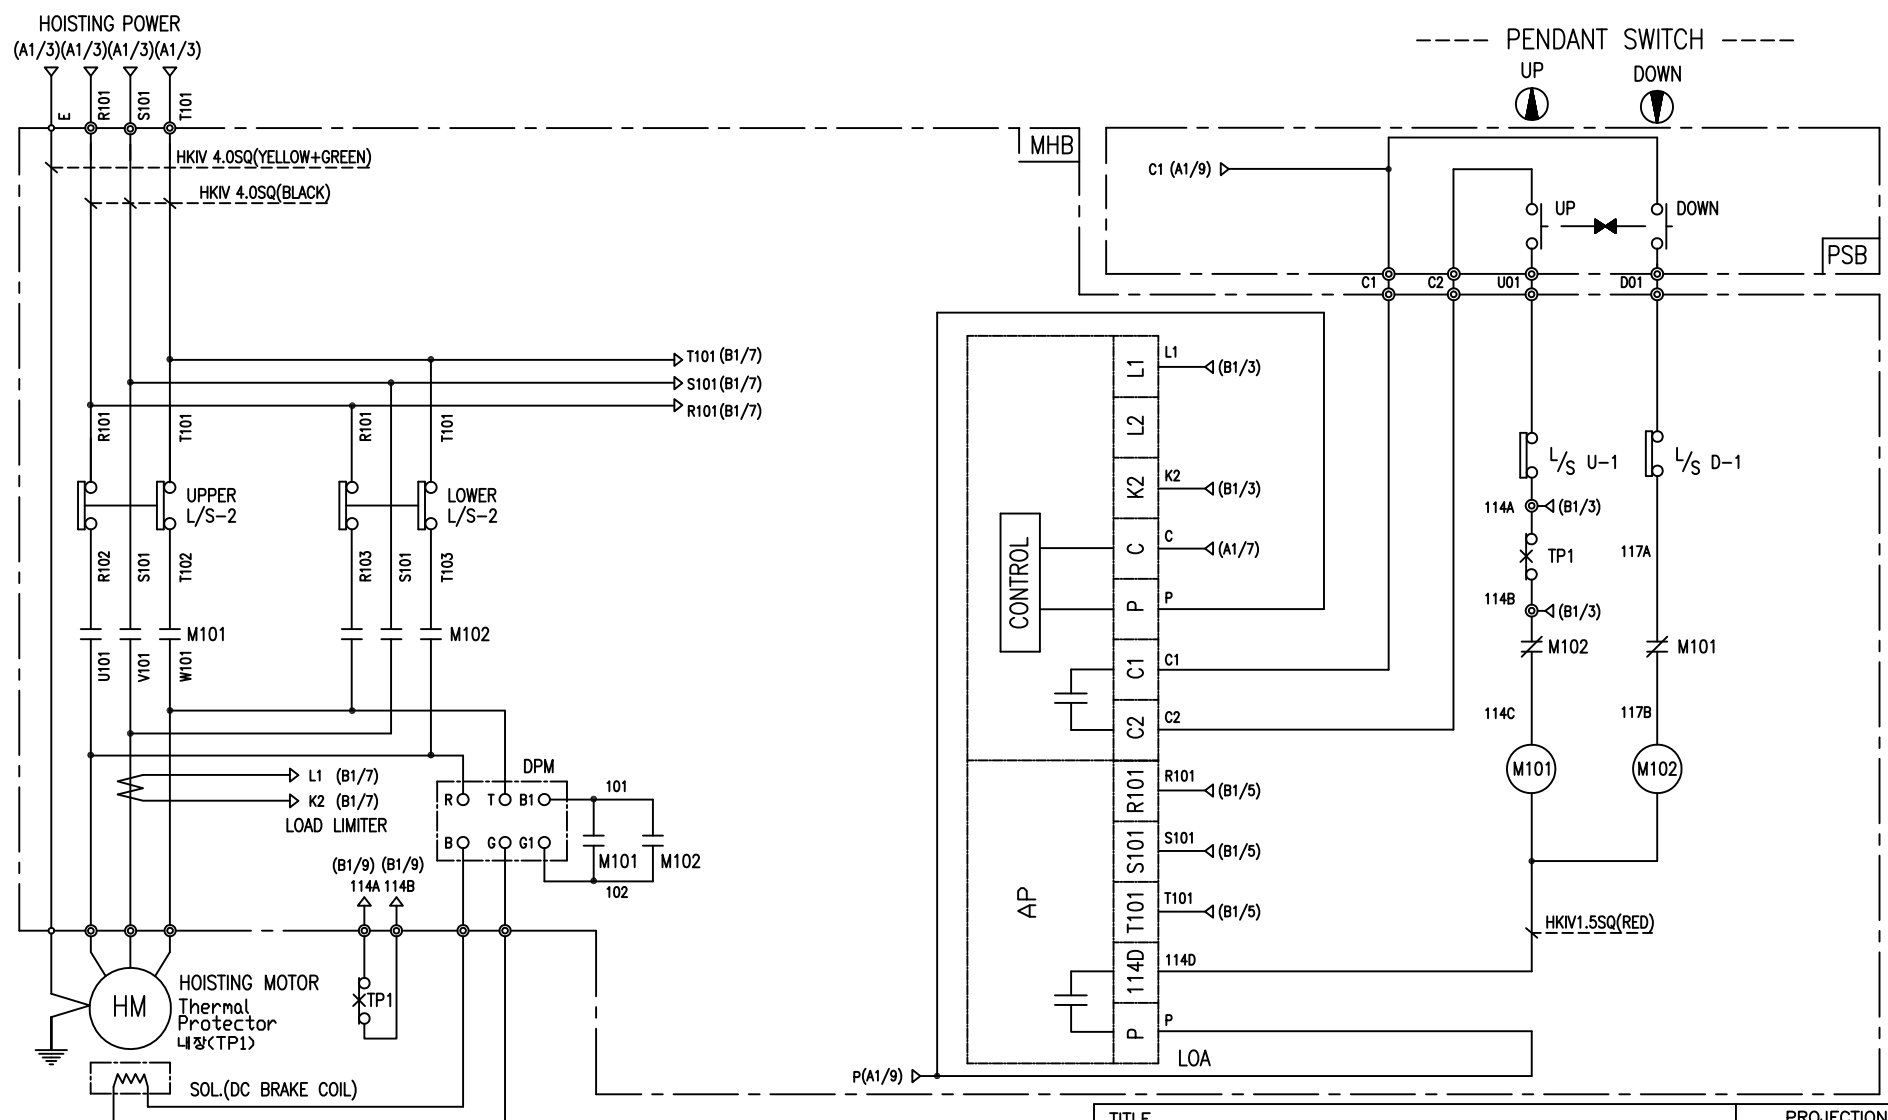 HOISTING POWER
(A1/3)(A1/3)(A1/3)(A1/3)
E
R101
S101
T101
HKIV 4.0SQ(YELLOW+GREEN)
HKIV 4.0SQ(BLACK)
MHB
T101(B1/7)
S101(B1/7)
R101(B1/7)
R101
T101
R101
T101
UPPER
L/S-2
LOWER
L/S-2
R102
S101
T102
R103
S101
T103
M101
M102
U101
V101
W101
L1 (B1/7)
K2 (B1/7)
LOAD LIMITER
DPM
R
T
B1
B
G
G1
101
M101
M102
102
(B1/9) (B1/9)
114A 114B
HM
HOISTING MOTOR
Thermal
Protector
내장(TP1)
TP1
SOL.(DC BRAKE COIL)
---- PENDANT SWITCH ----
UP
DOWN
C1 (A1/9)
UP
DOWN
PSB
C1
C2
U01
D01
L1
L1
(B1/3)
L2
K2
K2
(B1/3)
CONTROL
C
C
(A1/7)
P
P
C1
C1
C2
C2
AP
R101
R101
(B1/5)
S101
S101
(B1/5)
T101
T101
(B1/5)
114D
114D
P
P
LOA
P(A1/9)
L/S U-1
L/S D-1
114A
(B1/3)
TP1
117A
114B
(B1/3)
M102
M101
114C
117B
M101
M102
HKIV1.5SQ(RED)
TITLE
PROJECTION